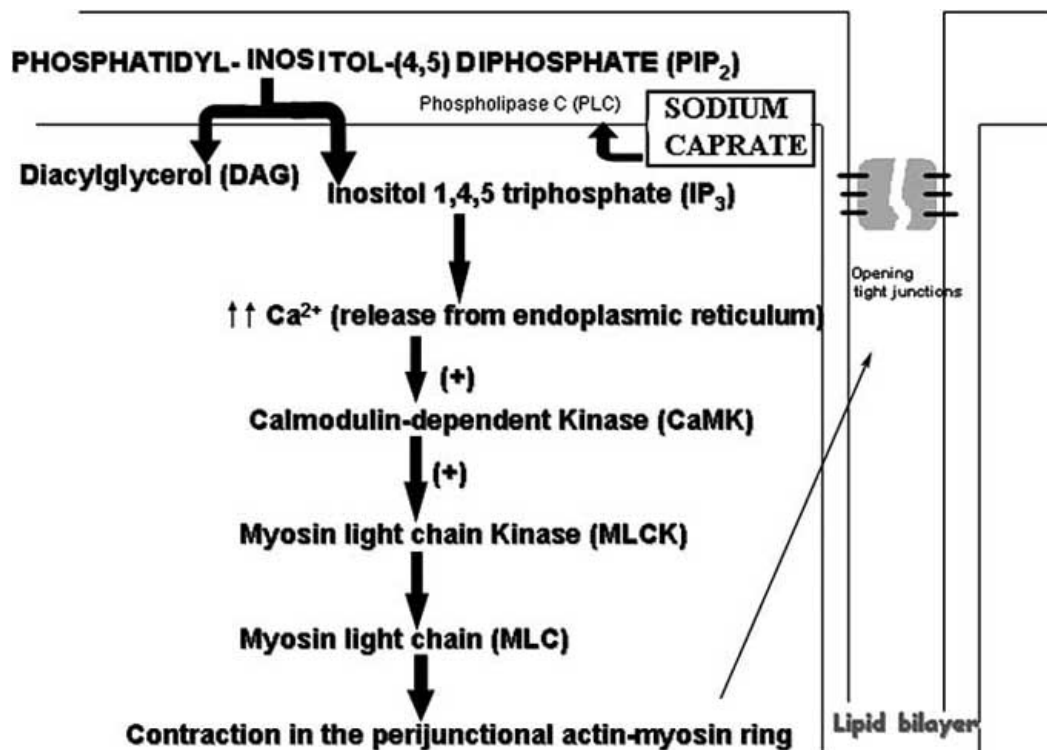 PHOSPHATIDYL- INOSITOL-(4,5) DIPHOSPHATE (PIP₂)
Phospholipase C (PLC)
SODIUM
CAPRATE
Diacylglycerol (DAG)
Inositol 1,4,5 triphosphate (IP₃)
Opening
tight junctions
↑↑ Ca²⁺ (release from endoplasmic reticulum)
(+)
Calmodulin-dependent Kinase (CaMK)
(+)
Myosin light chain Kinase (MLCK)
Myosin light chain (MLC)
Contraction in the perijunctional actin-myosin ring
Lipid bilayer